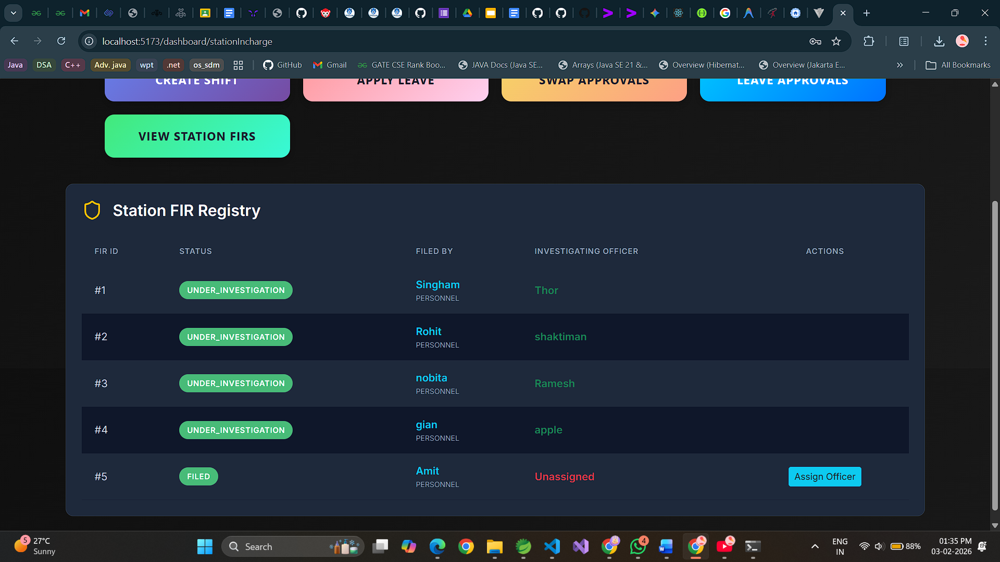 localhost:5173/dashboard/stationIncharge
Java DSA C++ Adv. java wpt .net os_sdm GitHub Gmail GATE CSE Rank Boo... JAVA Docs (Java SE... Arrays (Java SE 21 &... Overview (Hibernat... Overview (Jakarta E... » All Bookmarks
CREATE SHIFT APPLY LEAVE SWAP APPROVALS LEAVE APPROVALS
VIEW STATION FIRS
Station FIR Registry
FIR ID STATUS FILED BY INVESTIGATING OFFICER ACTIONS
#1 UNDER_INVESTIGATION Singham Thor
PERSONNEL
#2 UNDER_INVESTIGATION Rohit shaktiman
PERSONNEL
#3 UNDER_INVESTIGATION nobita Ramesh
PERSONNEL
#4 UNDER_INVESTIGATION gian apple
PERSONNEL
#5 FILED Amit Unassigned Assign Officer
PERSONNEL
5 27°C Search 4 ENG 88% 01:35 PM
Sunny IN 03-02-2026